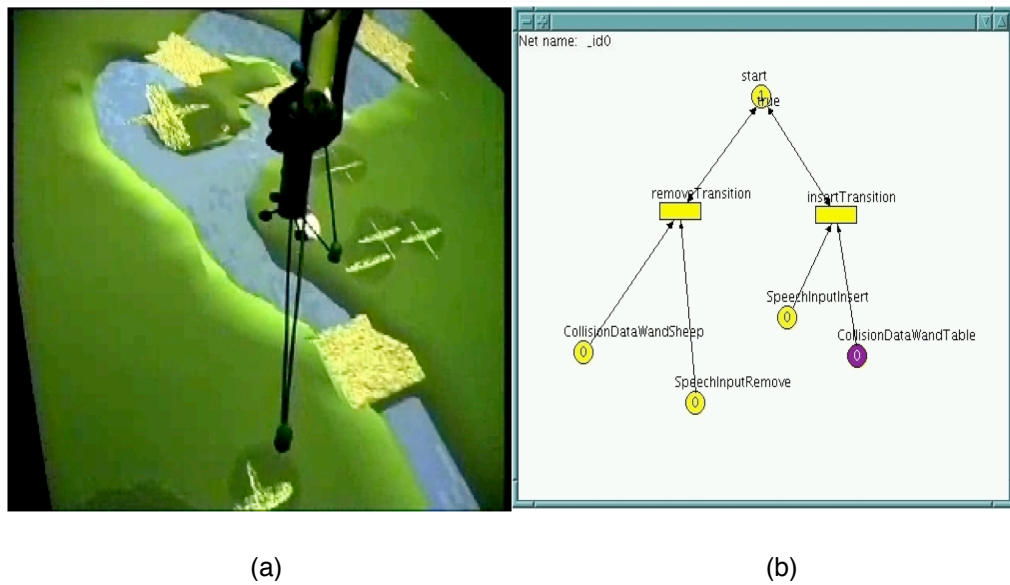 Net name: _id0
start
1
true
removeTransition
insertTransition
SpeechInputInsert
0
CollisionDataWandSheep
0
CollisionDataWandTable
0
SpeechInputRemove
0
(a)
(b)